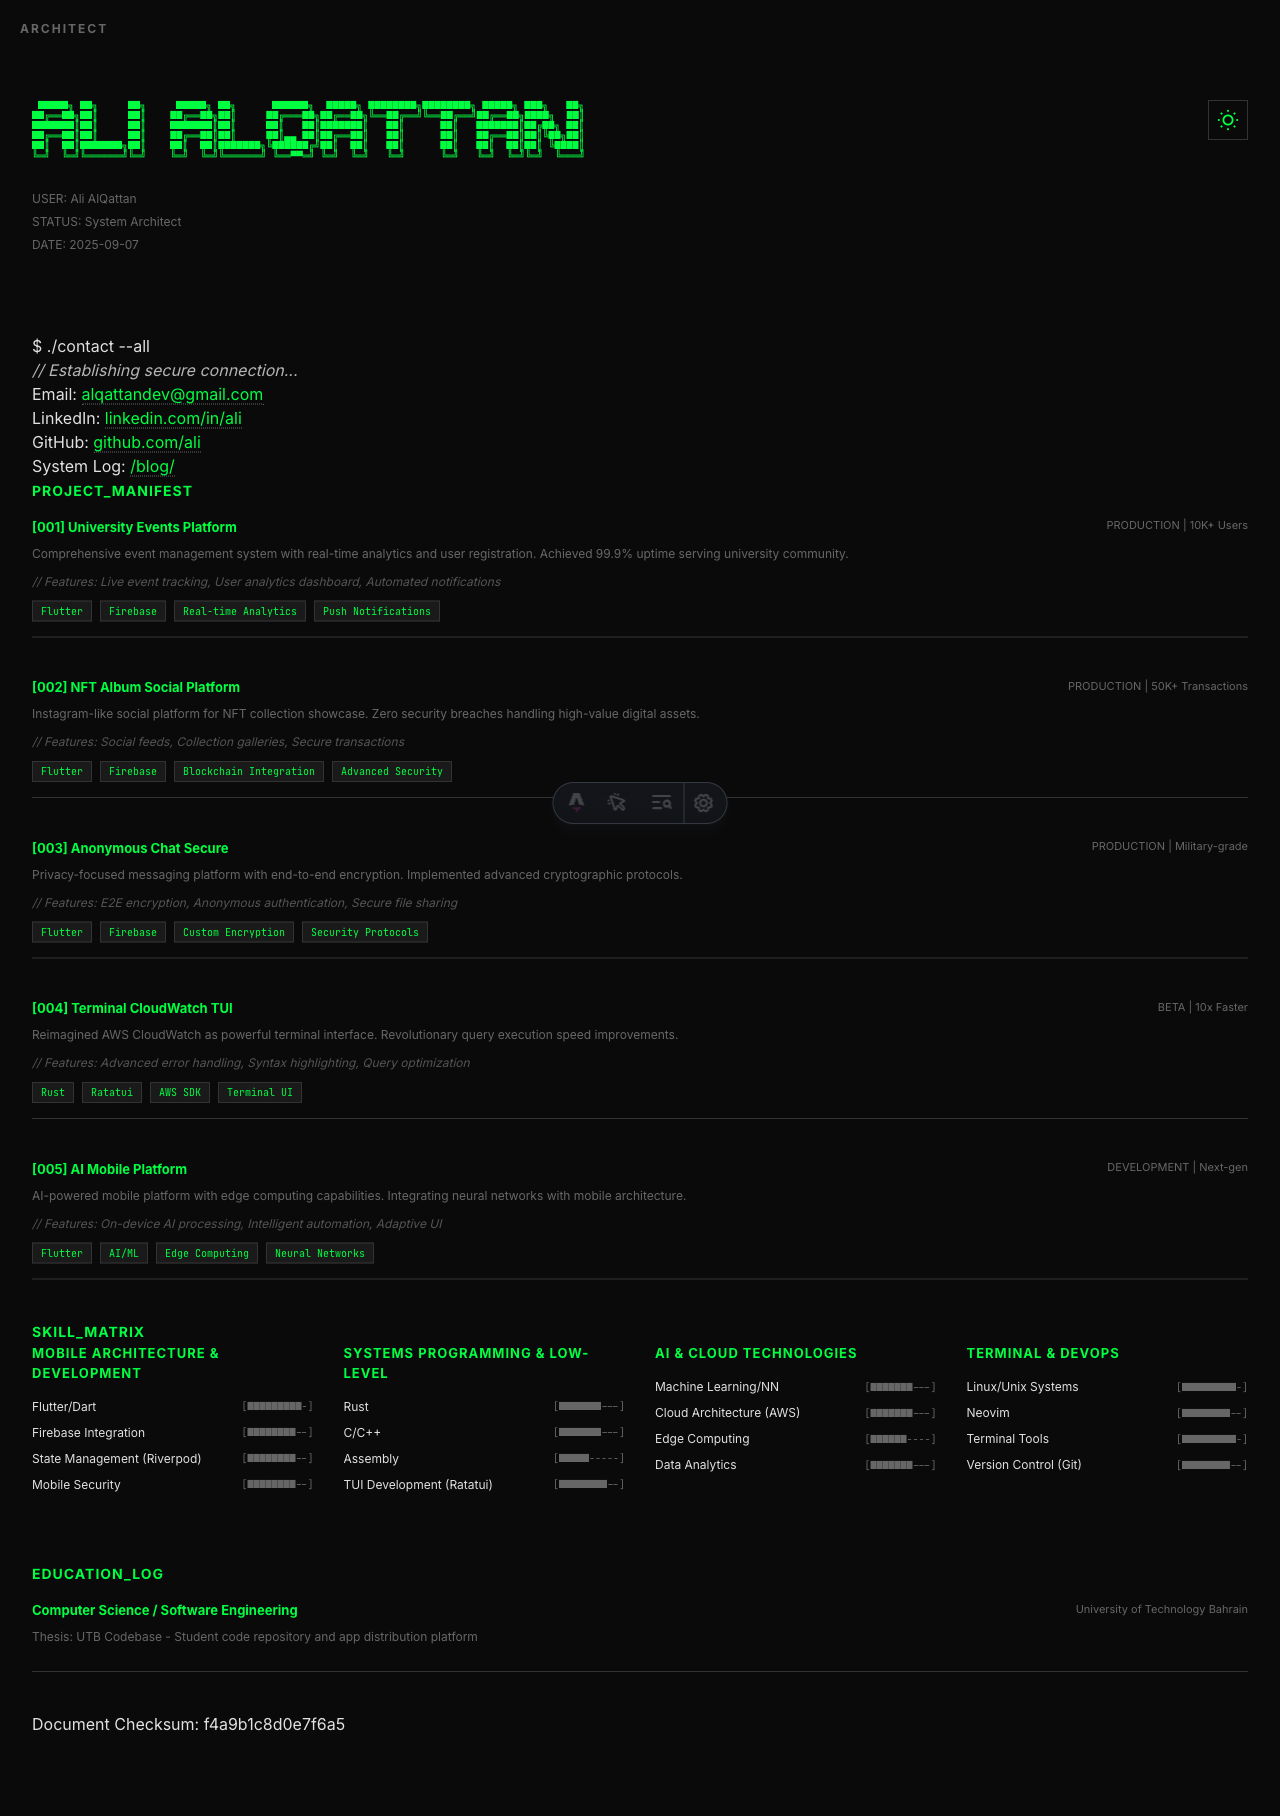 ARCHITECT
ALI ALQATTAN
USER: Ali AlQattan
STATUS: System Architect
DATE: 2025-09-07
$ ./contact --all
// Establishing secure connection...
Email: alqattandev@gmail.com
LinkedIn: linkedin.com/in/ali
GitHub: github.com/ali
System Log: /blog/
PROJECT_MANIFEST
[001] University Events Platform PRODUCTION | 10K+ Users
Comprehensive event management system with real-time analytics and user registration. Achieved 99.9% uptime serving university community.
// Features: Live event tracking, User analytics dashboard, Automated notifications
Flutter Firebase Real-time Analytics Push Notifications
[002] NFT Album Social Platform PRODUCTION | 50K+ Transactions
Instagram-like social platform for NFT collection showcase. Zero security breaches handling high-value digital assets.
// Features: Social feeds, Collection galleries, Secure transactions
Flutter Firebase Blockchain Integration Advanced Security
[003] Anonymous Chat Secure PRODUCTION | Military-grade
Privacy-focused messaging platform with end-to-end encryption. Implemented advanced cryptographic protocols.
// Features: E2E encryption, Anonymous authentication, Secure file sharing
Flutter Firebase Custom Encryption Security Protocols
[004] Terminal CloudWatch TUI BETA | 10x Faster
Reimagined AWS CloudWatch as powerful terminal interface. Revolutionary query execution speed improvements.
// Features: Advanced error handling, Syntax highlighting, Query optimization
Rust Ratatui AWS SDK Terminal UI
[005] AI Mobile Platform DEVELOPMENT | Next-gen
AI-powered mobile platform with edge computing capabilities. Integrating neural networks with mobile architecture.
// Features: On-device AI processing, Intelligent automation, Adaptive UI
Flutter AI/ML Edge Computing Neural Networks
SKILL_MATRIX
MOBILE ARCHITECTURE &
DEVELOPMENT
Flutter/Dart [█████████-]
Firebase Integration [████████--]
State Management (Riverpod) [████████--]
Mobile Security [████████--]
SYSTEMS PROGRAMMING & LOW-
LEVEL
Rust [███████---]
C/C++ [███████---]
Assembly [█████-----]
TUI Development (Ratatui) [████████--]
AI & CLOUD TECHNOLOGIES
Machine Learning/NN [███████---]
Cloud Architecture (AWS) [███████---]
Edge Computing [██████----]
Data Analytics [███████---]
TERMINAL & DEVOPS
Linux/Unix Systems [█████████-]
Neovim [████████--]
Terminal Tools [█████████-]
Version Control (Git) [████████--]
EDUCATION_LOG
Computer Science / Software Engineering University of Technology Bahrain
Thesis: UTB Codebase - Student code repository and app distribution platform
Document Checksum: f4a9b1c8d0e7f6a5